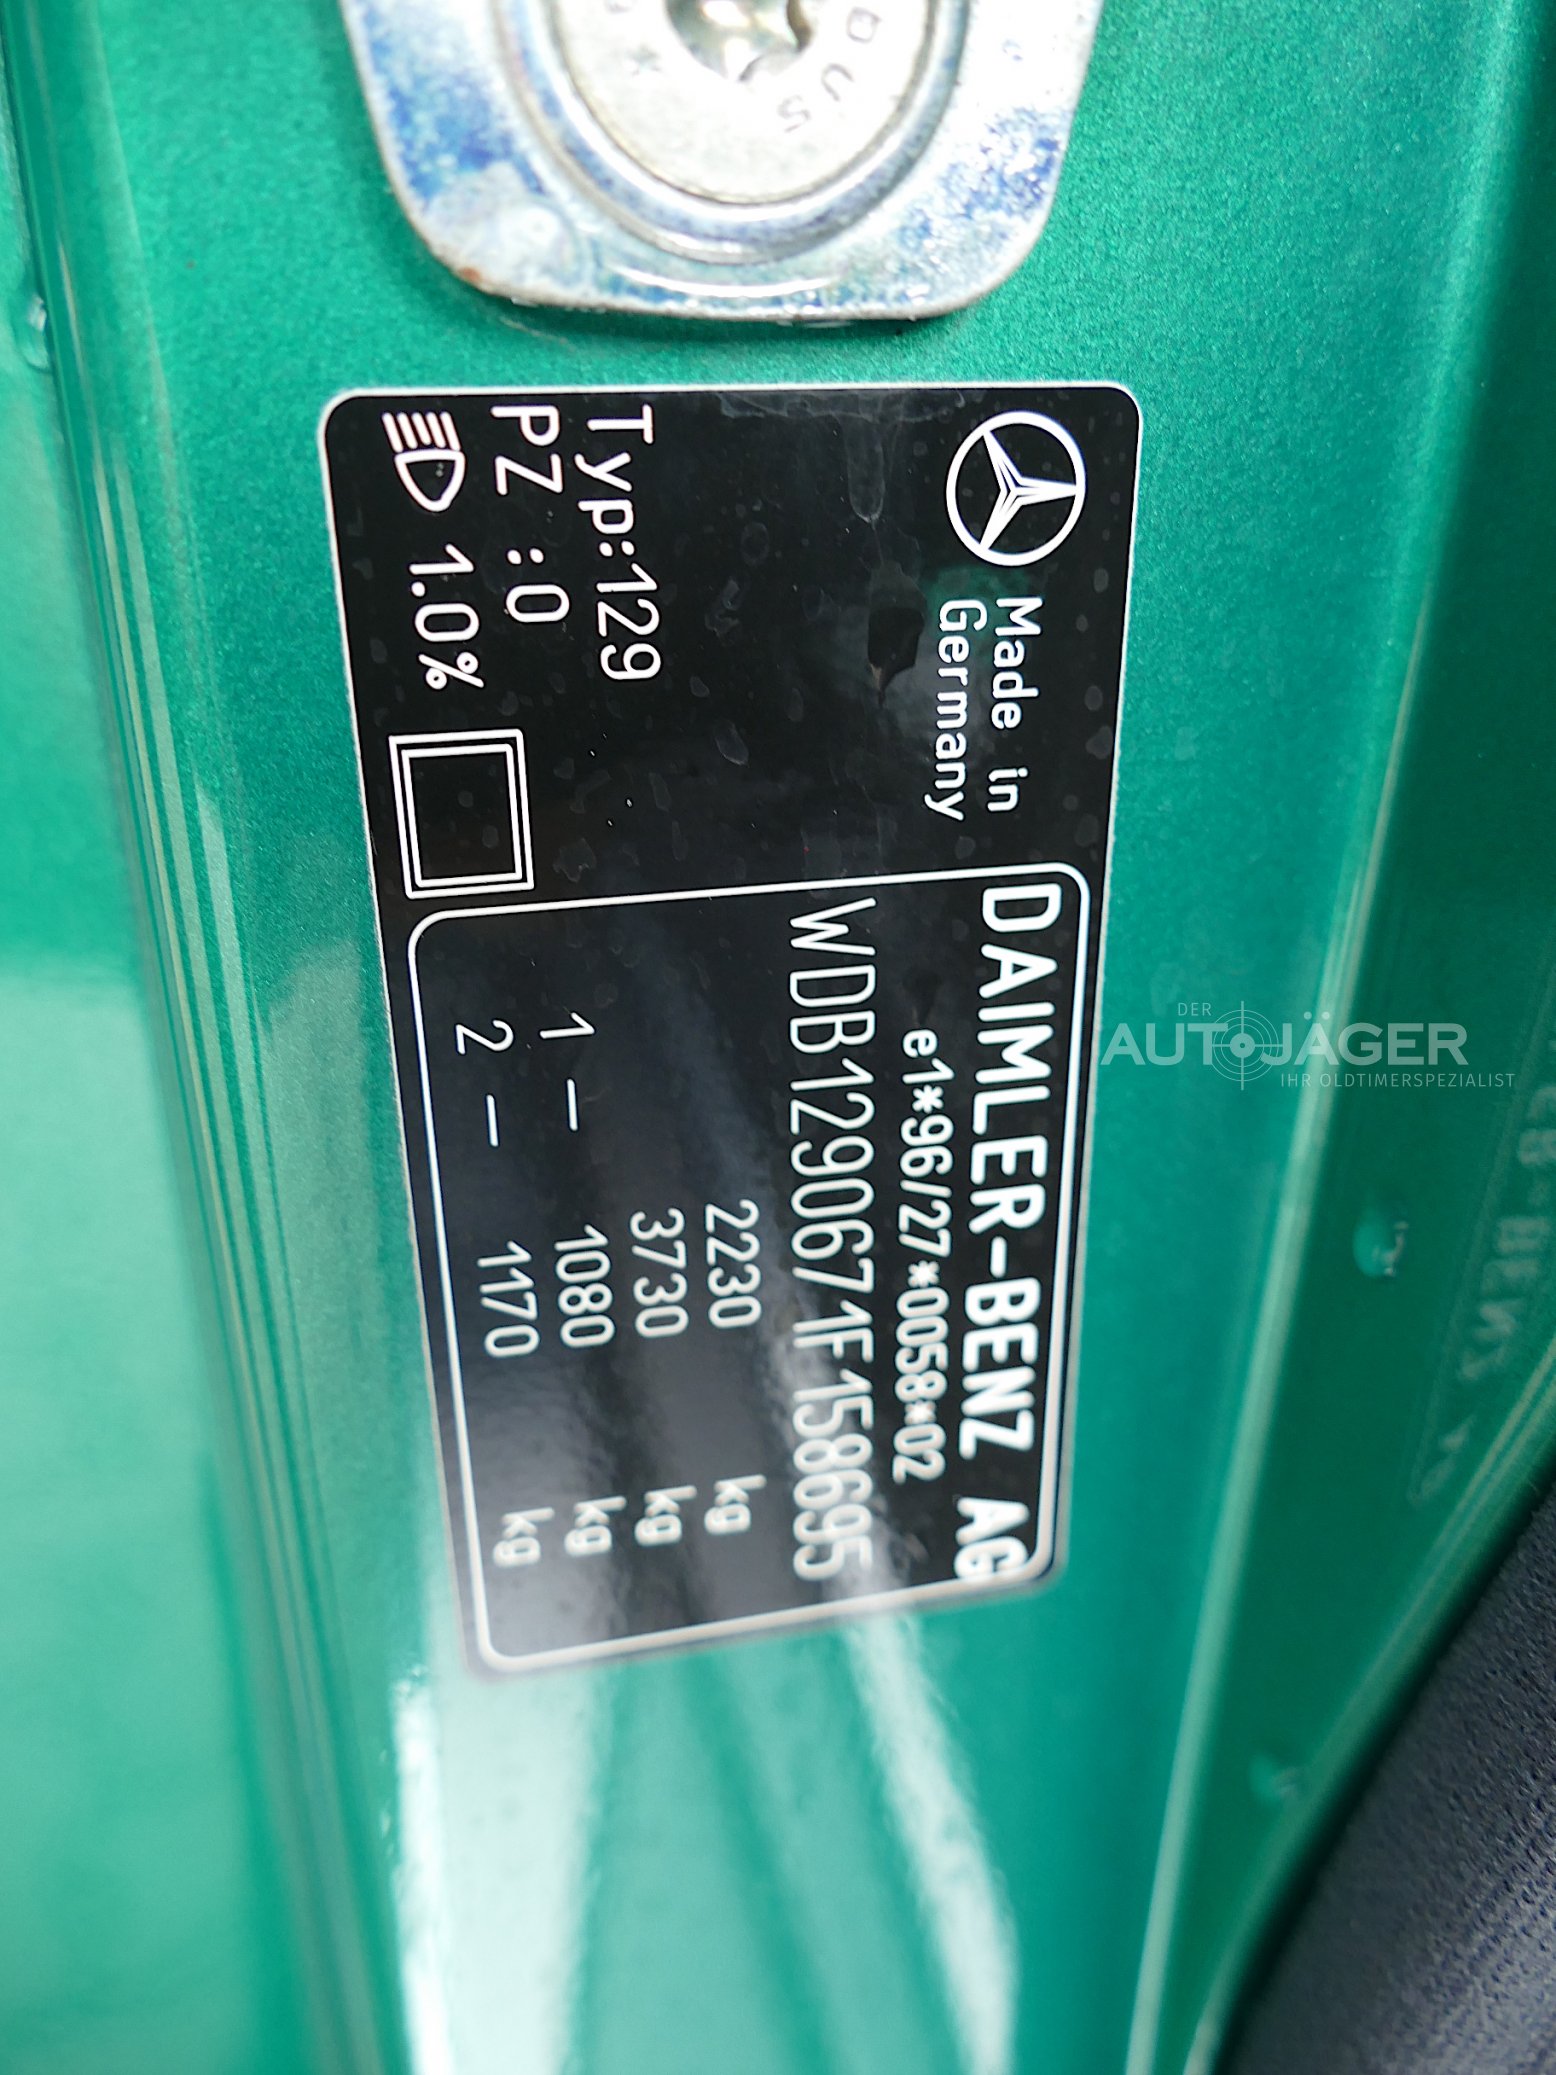 Made in
Germany
DAIMLER-BENZ AG
e1*96/27*0058*02
WDB1290671F158695
2230 kg
3730 kg
1 – 1080 kg
2 – 1170 kg
Typ:129
PZ :0
1.0%
DER
AUTOJÄGER
IHR OLDTIMERSPEZIALIST